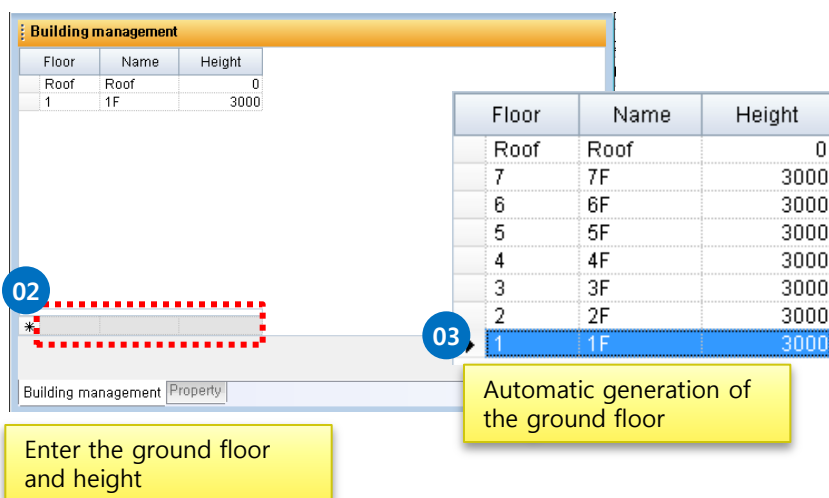 Building management
Floor Name Height
Roof Roof 0
1 1F 3000
02
*
Building management Property
Enter the ground floor
and height
Floor Name Height
Roof Roof 0
7 7F 3000
6 6F 3000
5 5F 3000
4 4F 3000
3 3F 3000
2 2F 3000
03
1 1F 3000
Automatic generation of
the ground floor